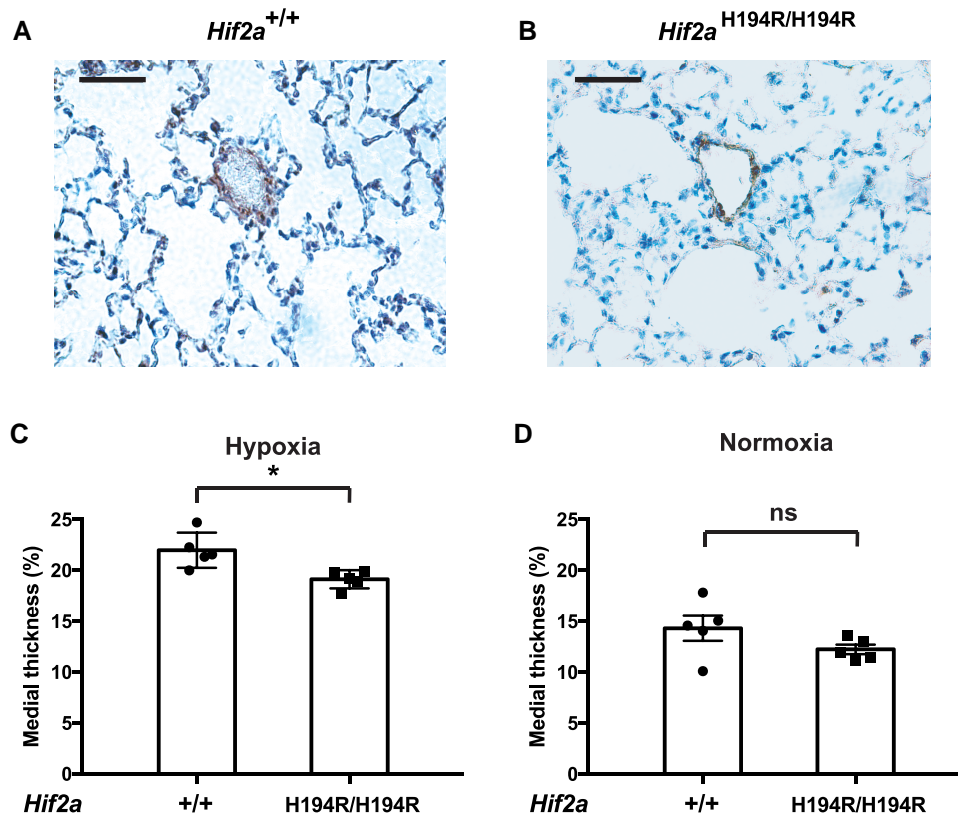 A
Hif2a+/+
B
Hif2aH194R/H194R
C
Hypoxia
*
Medial thickness (%)
25
20
15
10
5
0
Hif2a
+/+
H194R/H194R
D
Normoxia
ns
Medial thickness (%)
25
20
15
10
5
0
Hif2a
+/+
H194R/H194R